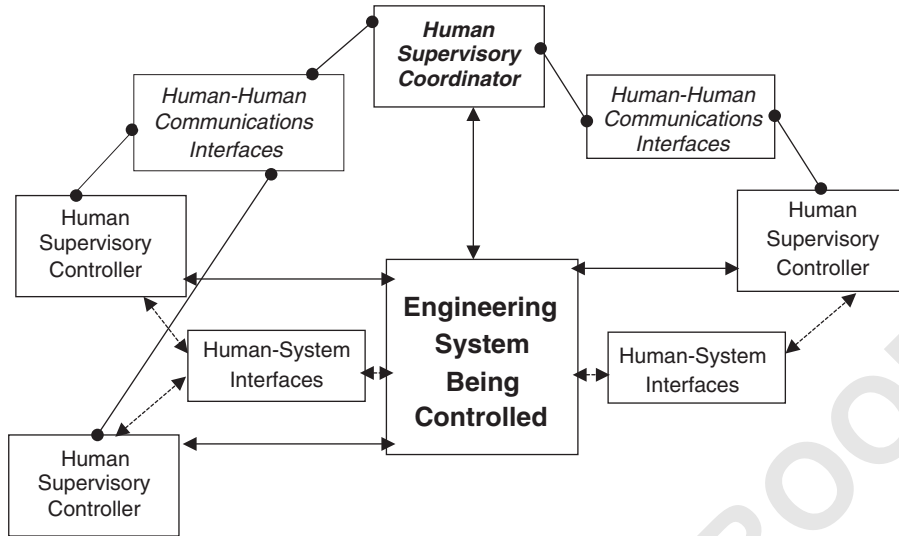 Human
Supervisory
Coordinator
Human-Human
Communications
Interfaces
Human-Human
Communications
Interfaces
Human
Supervisory
Controller
Human
Supervisory
Controller
Engineering
System
Being
Controlled
Human-System
Interfaces
Human-System
Interfaces
Human
Supervisory
Controller